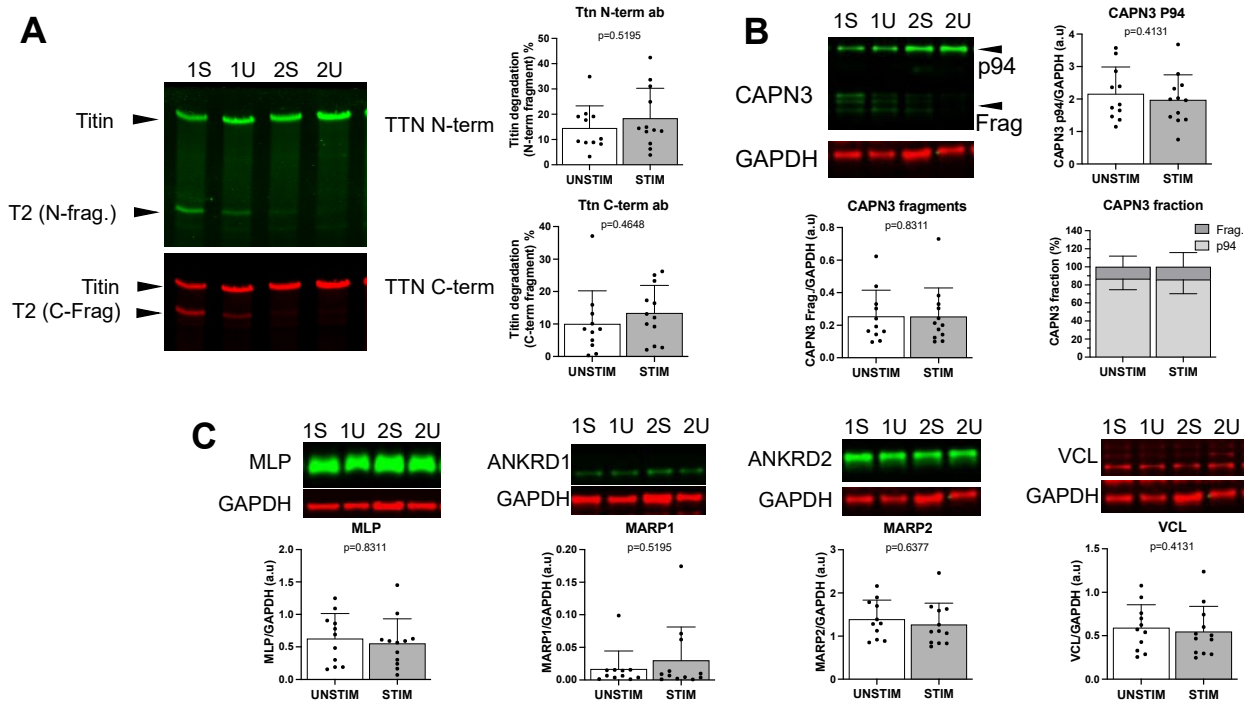 A
1S 1U 2S 2U
Titin
T2 (N-frag.)
Titin
T2 (C-Frag)
TTN N-term
TTN C-term
Ttn N-term ab
p=0.5195
Titin degradation
(N-term fragment) %
50
40
30
20
10
0
UNSTIM STIM
Ttn C-term ab
p=0.4648
Titin degradation
(C-term fragment) %
40
30
20
10
0
UNSTIM STIM
B
1S 1U 2S 2U
CAPN3
p94
Frag
GAPDH
CAPN3 P94
p=0.4131
CAPN3 p94/GAPDH (a.u)
4
3
2
1
0
UNSTIM STIM
CAPN3 fragments
p=0.8311
CAPN3 Frag./GAPDH (a.u)
0.8
0.6
0.4
0.2
0.0
UNSTIM STIM
CAPN3 fraction
Frag.
p94
CAPN3 fraction (%)
140
120
100
80
60
40
20
0
UNSTIM STIM
C
1S 1U 2S 2U
MLP
GAPDH
MLP
p=0.8311
MLP/GAPDH (a.u)
2.0
1.5
1.0
0.5
0.0
UNSTIM STIM
1S 1U 2S 2U
ANKRD1
GAPDH
MARP1
p=0.5195
MARP1/GAPDH (a.u)
0.20
0.15
0.10
0.05
0.00
UNSTIM STIM
1S 1U 2S 2U
ANKRD2
GAPDH
MARP2
p=0.6377
MARP2/GAPDH (a.u)
3
2
1
0
UNSTIM STIM
1S 1U 2S 2U
VCL
GAPDH
VCL
p=0.4131
VCL/GAPDH (a.u)
1.5
1.0
0.5
0.0
UNSTIM STIM